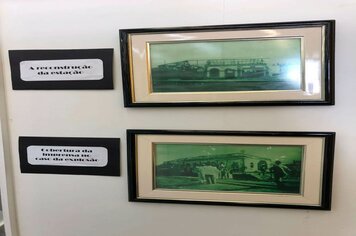 A reconstrução
da estação
Cobertura da
imprensa no
caso da explosão